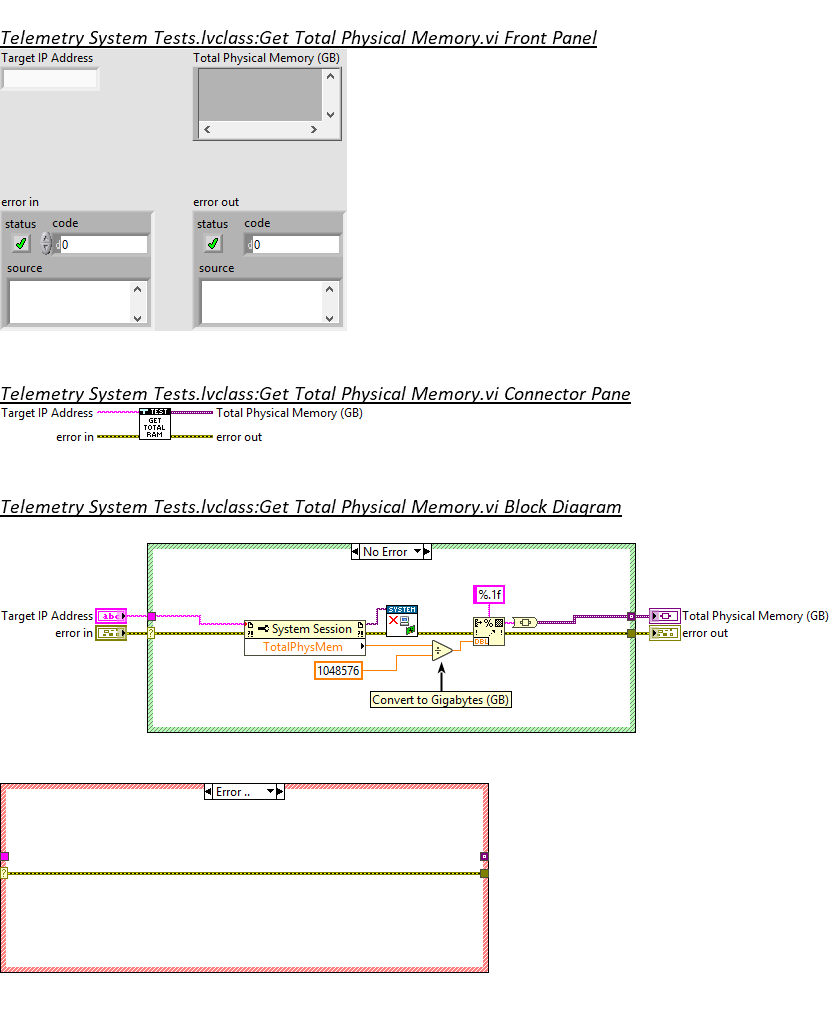 Telemetry System Tests.lvclass:Get Total Physical Memory.vi Front Panel
Target IP Address
Total Physical Memory (GB)
error in
error out
status code
status code
d0
d0
source
source
Telemetry System Tests.lvclass:Get Total Physical Memory.vi Connector Pane
Target IP Address
TEST
GET
TOTAL
RAM
Total Physical Memory (GB)
error in
error out
Telemetry System Tests.lvclass:Get Total Physical Memory.vi Block Diagram
No Error
%.1f
SYSTEM
Target IP Address
abc
Total Physical Memory (GB)
error in
?
System Session
?!
?!
%
error out
TotalPhysMem
÷
DBL
1048576
Convert to Gigabytes (GB)
Error ..
?